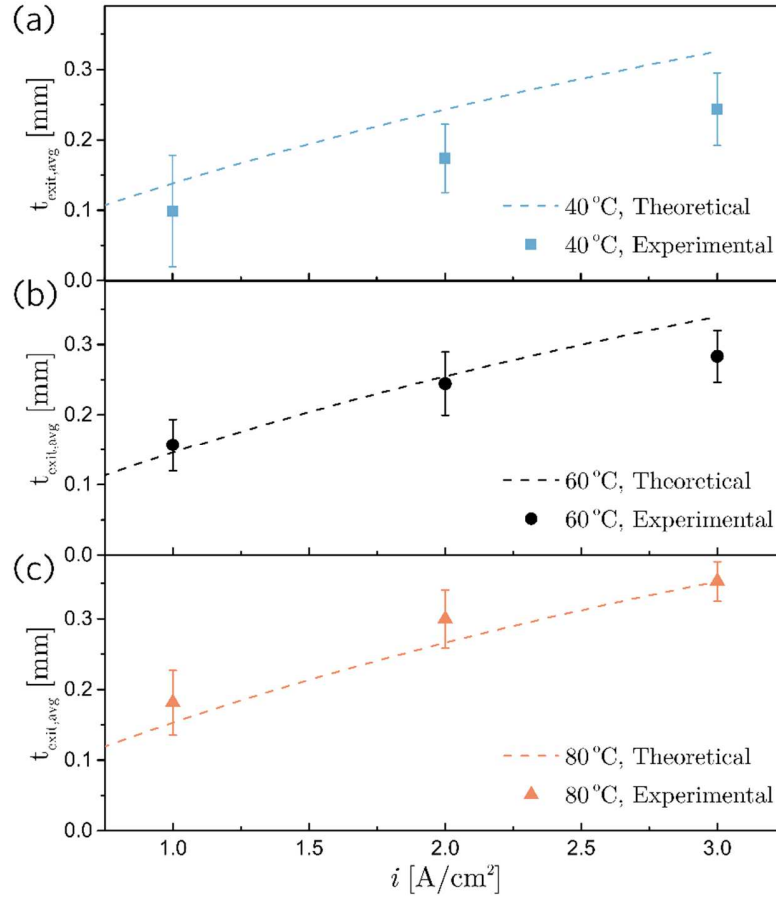 (a)
0.3
0.2
0.1
0.0
t_exit,avg [mm]
40 °C, Theoretical
40 °C, Experimental
(b)
0.3
0.2
0.1
0.0
t_exit,avg [mm]
60 °C, Theoretical
60 °C, Experimental
(c)
0.3
0.2
0.1
0.0
t_exit,avg [mm]
80 °C, Theoretical
80 °C, Experimental
1.0 1.5 2.0 2.5 3.0
i [A/cm²]